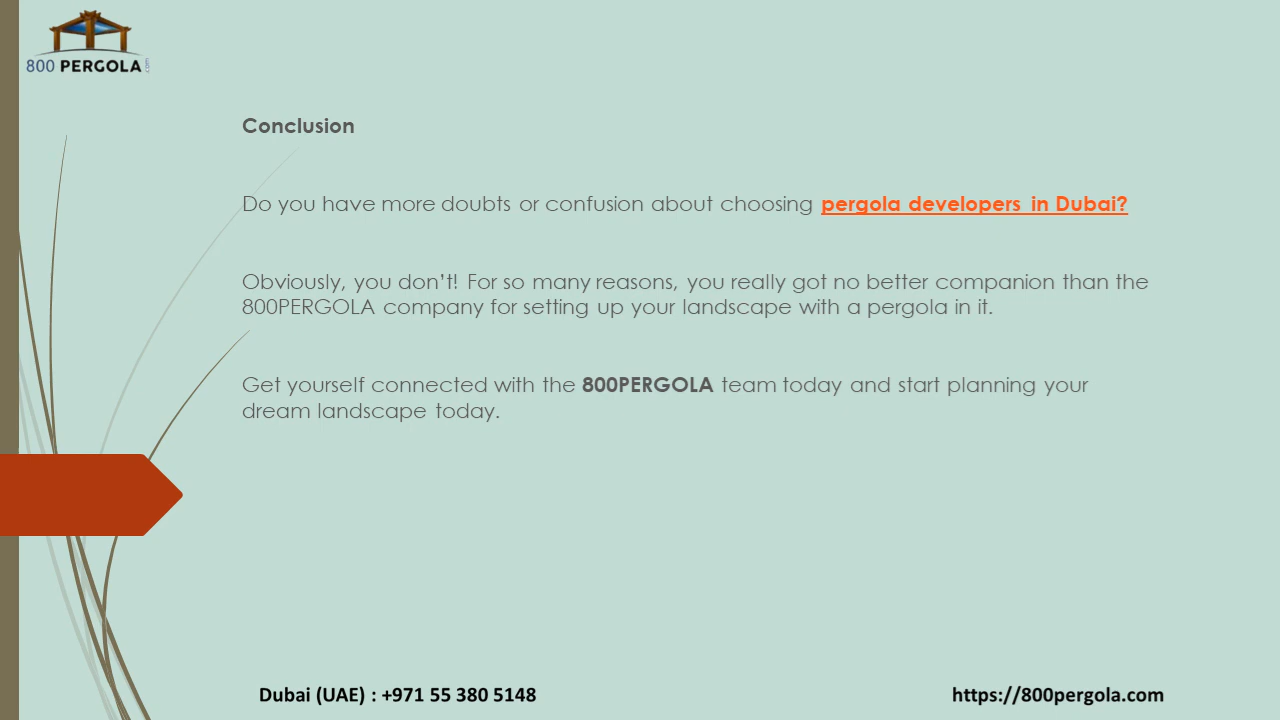 800 PERGOLA
Conclusion
Do you have more doubts or confusion about choosing pergola developers in Dubai?
Obviously, you don’t! For so many reasons, you really got no better companion than the
800PERGOLA company for setting up your landscape with a pergola in it.
Get yourself connected with the 800PERGOLA team today and start planning your
dream landscape today.
Dubai (UAE) : +971 55 380 5148
https://800pergola.com